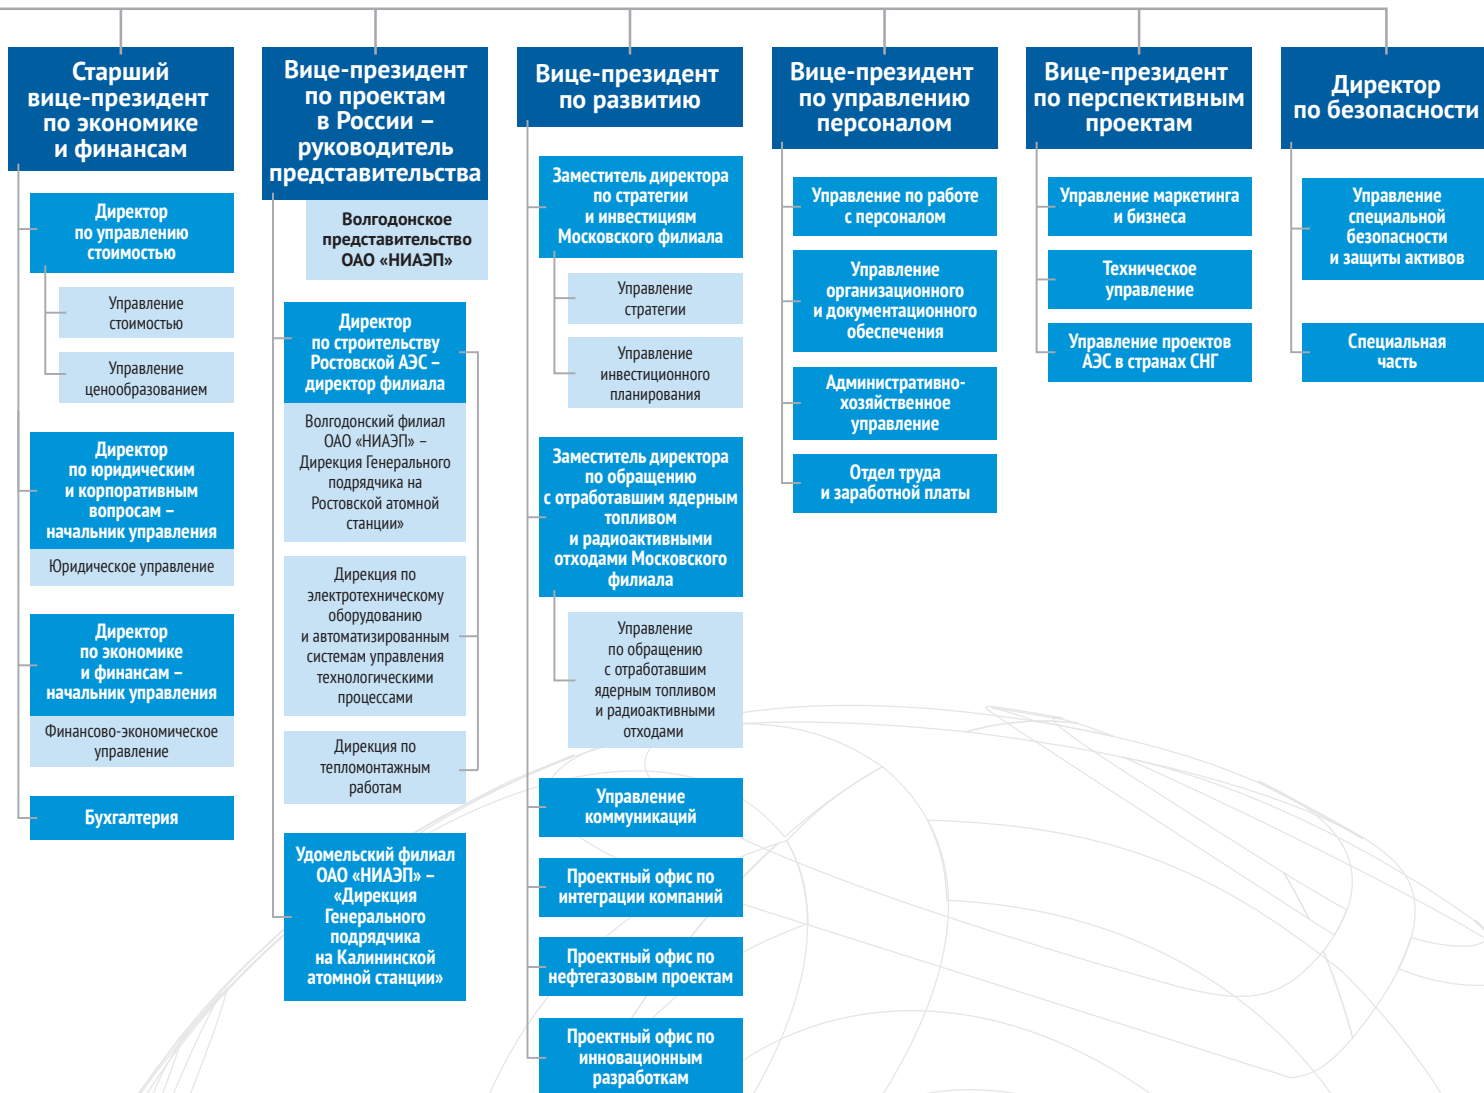 Старший
вице-президент
по экономике
и финансам
Директор
по управлению
стоимостью
Управление
стоимостью
Управление
ценообразованием
Директор
по юридическим
и корпоративным
вопросам –
начальник управления
Юридическое управление
Директор
по экономике
и финансам –
начальник управления
Финансово-экономическое
управление
Бухгалтерия
Вице-президент
по проектам
в России –
руководитель
представительства
Волгодонское
представительство
ОАО «НИАЭП»
Директор
по строительству
Ростовской АЭС –
директор филиала
Волгодонский филиал
ОАО «НИАЭП» –
Дирекция Генерального
подрядчика на
Ростовской атомной
станции»
Дирекция по
электротехническому
оборудованию
и автоматизированным
системам управления
технологическими
процессами
Дирекция по
тепломонтажным
работам
Удомельский филиал
ОАО «НИАЭП» –
«Дирекция
Генерального
подрядчика
на Калининской
атомной станции»
Вице-президент
по развитию
Заместитель директора
по стратегии
и инвестициям
Московского филиала
Управление
стратегии
Управление
инвестиционного
планирования
Заместитель директора
по обращению
с отработавшим ядерным
топливом
и радиоактивными
отходами Московского
филиала
Управление
по обращению
с отработавшим
ядерным топливом
и радиоактивными
отходами
Управление
коммуникаций
Проектный офис по
интеграции компаний
Проектный офис по
нефтегазовым проектам
Проектный офис по
инновационным
разработкам
Вице-президент
по управлению
персоналом
Управление по работе
с персоналом
Управление
организационного
и документационного
обеспечения
Административно-
хозяйственное
управление
Отдел труда
и заработной платы
Вице-президент
по перспективным
проектам
Управление маркетинга
и бизнеса
Техническое
управление
Управление проектов
АЭС в странах СНГ
Директор
по безопасности
Управление
специальной
безопасности
и защиты активов
Специальная
часть